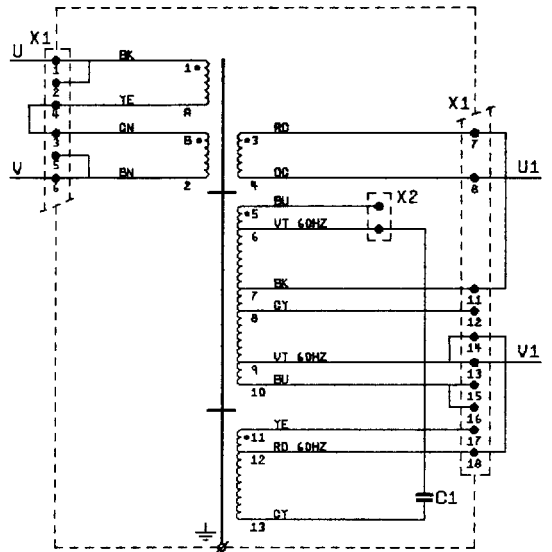 X1
U
BK
1
1
2
YE
4
A
X1
3
GN
B
3
RD
7
5
V
BN
6
2
4
OG
8
U1
BU
X2
5
VT 60HZ
6
BK
7
11
GY
8
12
14
VT 60HZ
V1
9
13
BU
10
15
16
YE
11
17
RD 60HZ
12
18
C1
GY
13